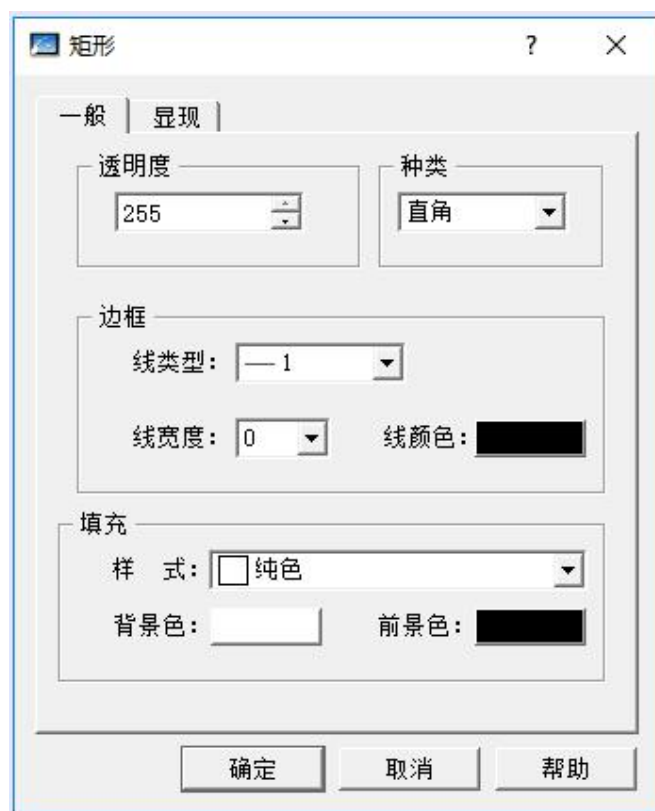 矩形 ?
一般 显现
透明度 种类
255 直角
边框
线类型: — 1
线宽度: 0 线颜色:
填充
样 式: 纯色
背景色: 前景色:
确定 取消 帮助